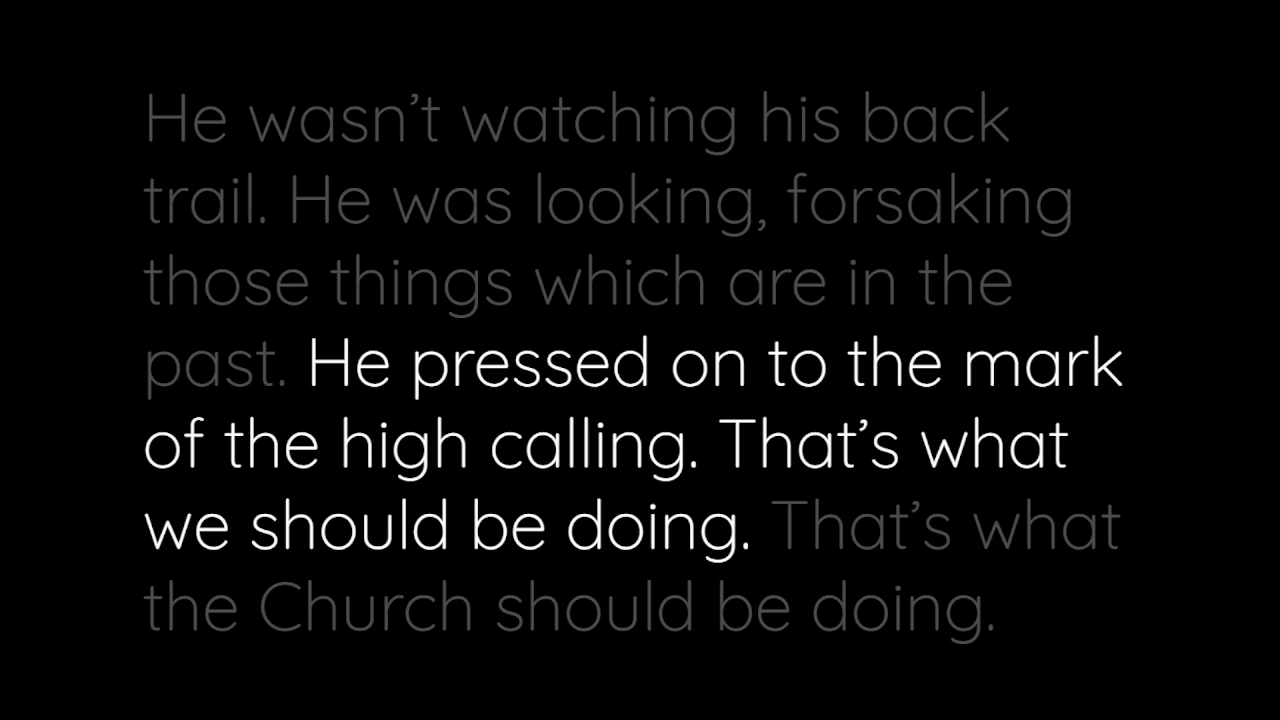 He wasn’t watching his back
trail. He was looking, forsaking
those things which are in the
past. He pressed on to the mark
of the high calling. That’s what
we should be doing. That’s what
the Church should be doing.